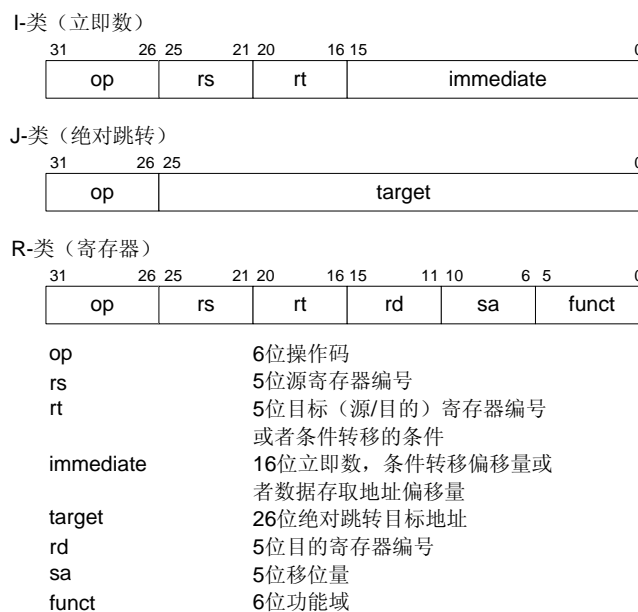 I-类（立即数）
31 26 25 21 20 16 15 0
op rs rt immediate
J-类（绝对跳转）
31 26 25 0
op target
R-类（寄存器）
31 26 25 21 20 16 15 11 10 6 5 0
op rs rt rd sa funct
op 6位操作码
rs 5位源寄存器编号
rt 5位目标（源/目的）寄存器编号
或者条件转移的条件
immediate 16位立即数，条件转移偏移量或
者数据存取地址偏移量
target 26位绝对跳转目标地址
rd 5位目的寄存器编号
sa 5位移位量
funct 6位功能域